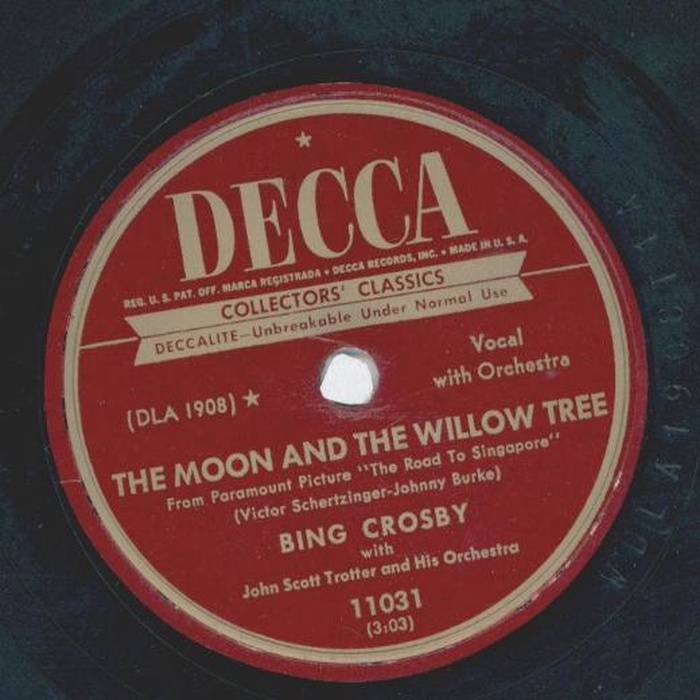 DECCA
REG. U. S. PAT. OFF. MARCA REGISTRADA • DECCA RECORDS, INC. • MADE IN U. S. A.
COLLECTORS' CLASSICS
DECCALITE—Unbreakable Under Normal Use
Vocal
with Orchestra
(DLA 1908) ★
THE MOON AND THE WILLOW TREE
From Paramount Picture "The Road To Singapore"
(Victor Schertzinger-Johnny Burke)
BING CROSBY
with
John Scott Trotter and His Orchestra
11031
(3:03)